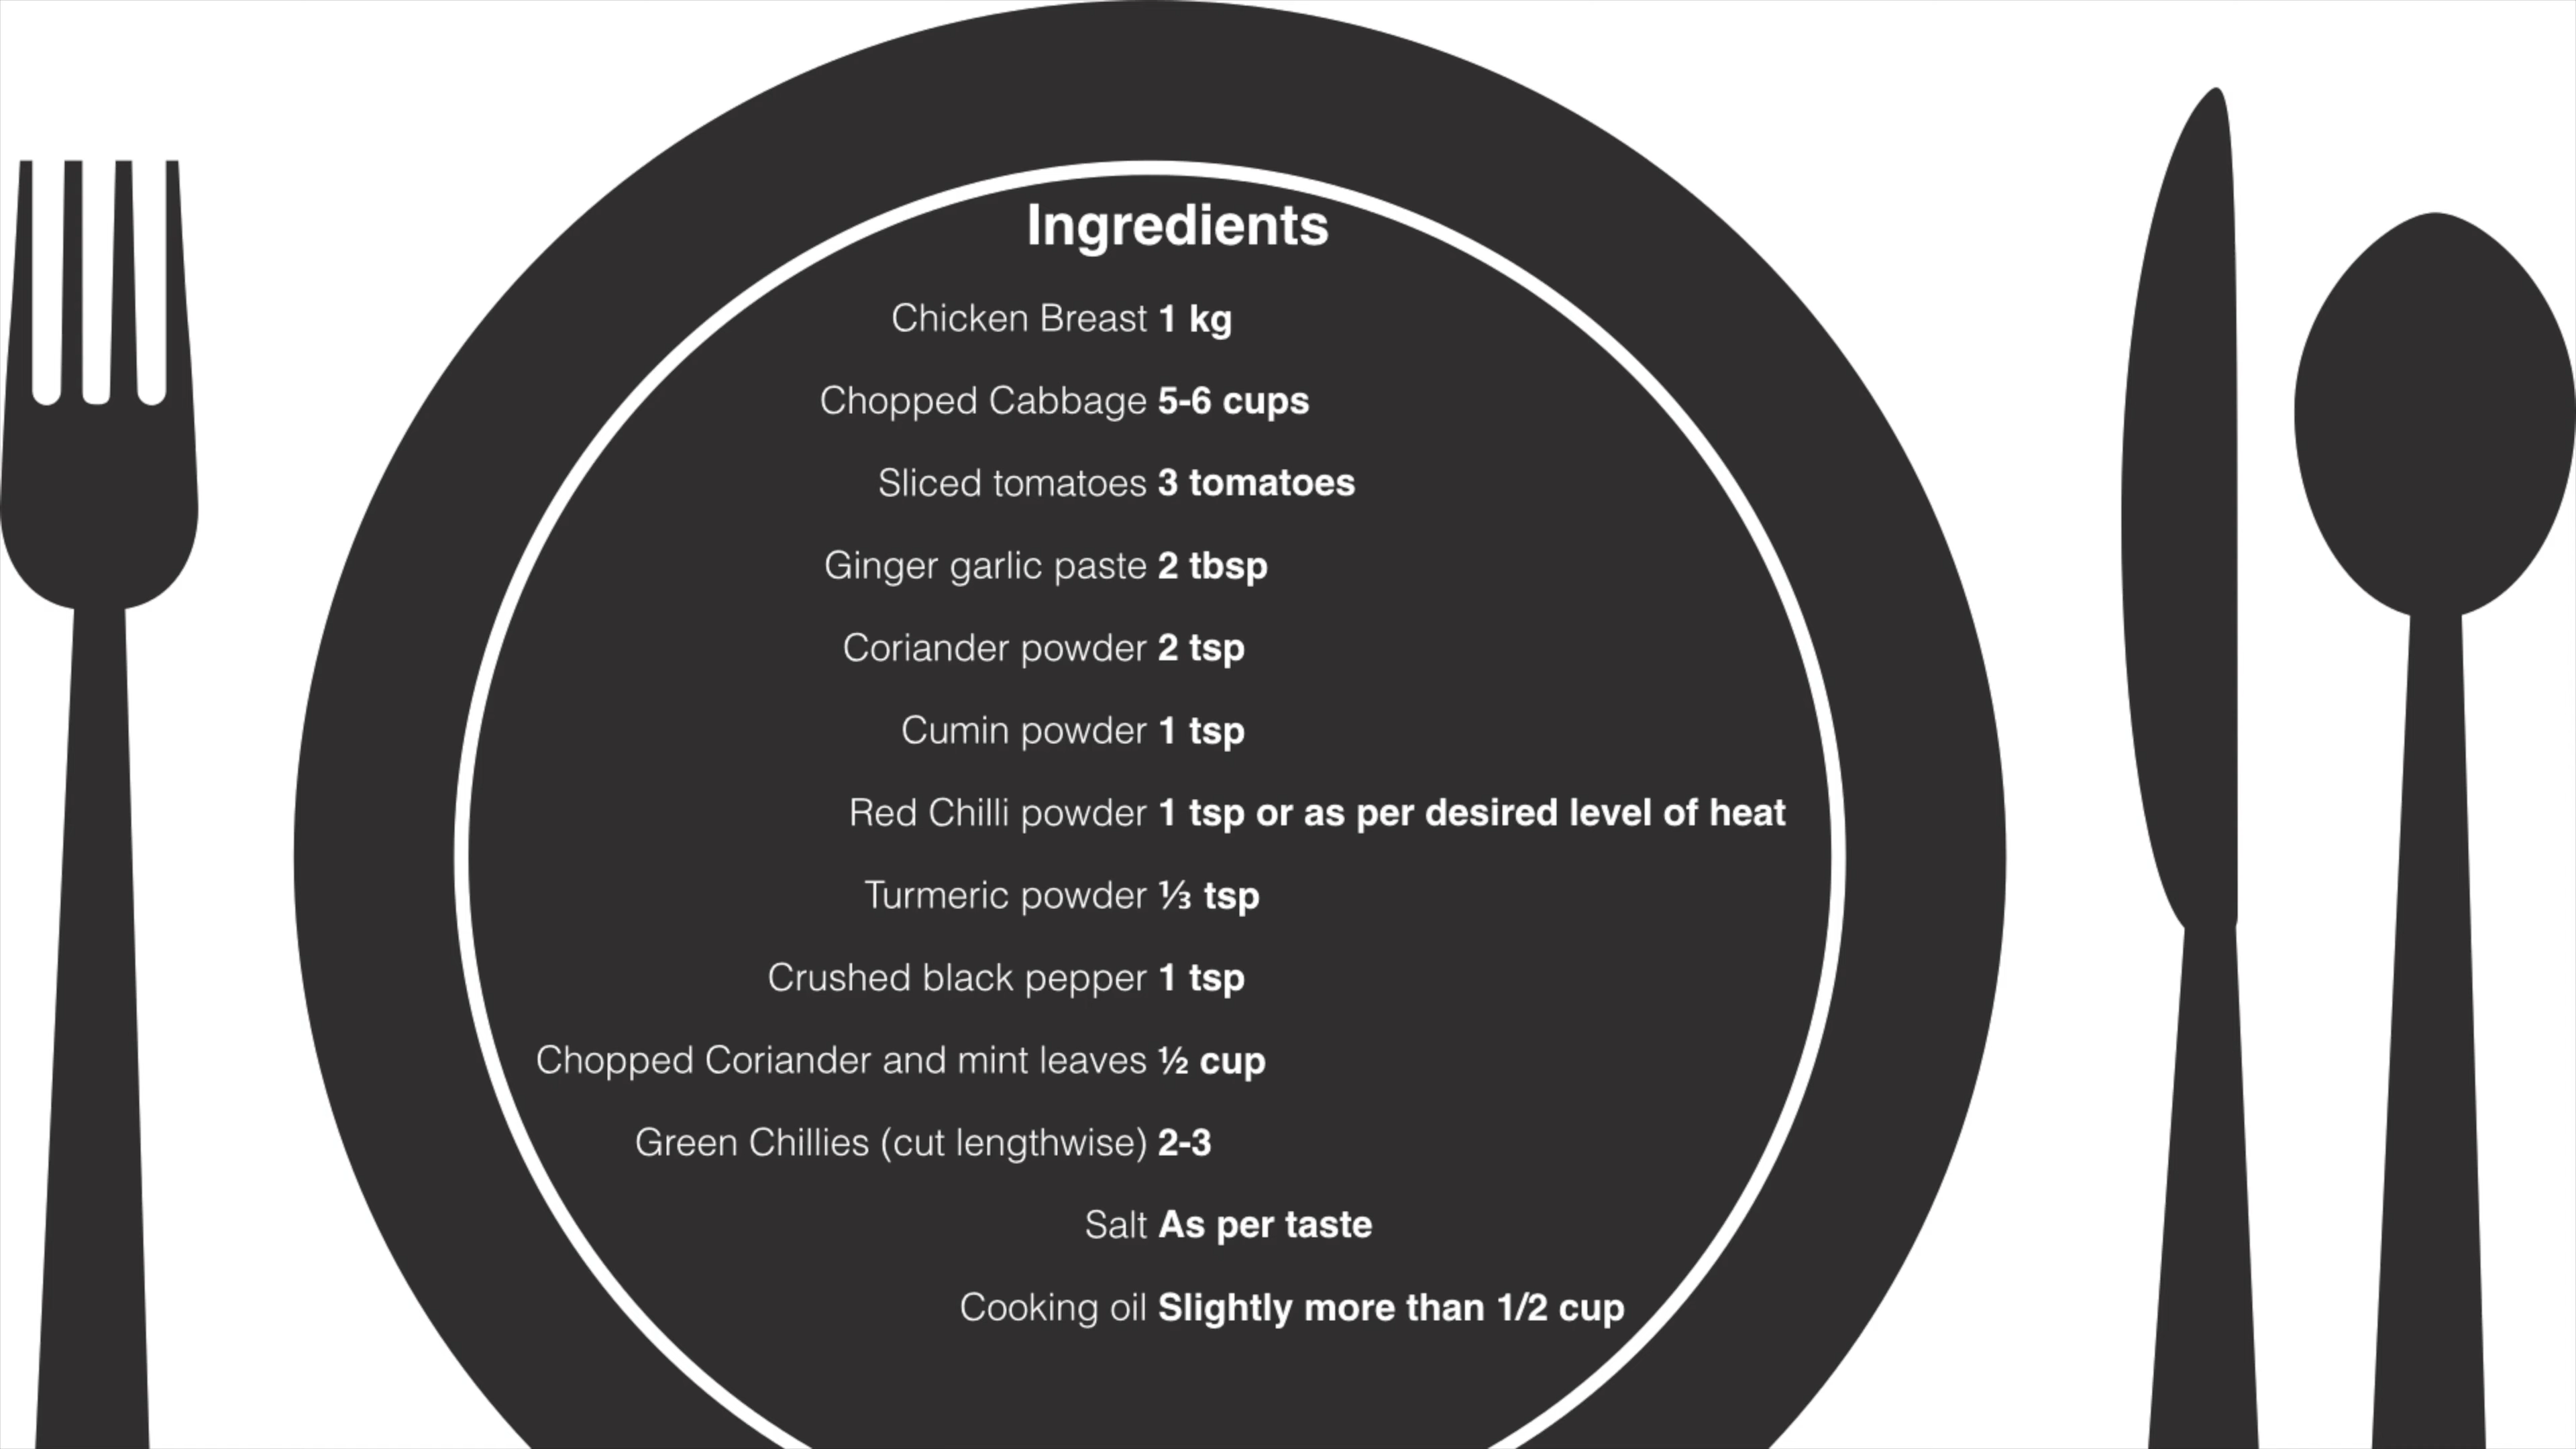 Ingredients
Chicken Breast 1 kg
Chopped Cabbage 5-6 cups
Sliced tomatoes 3 tomatoes
Ginger garlic paste 2 tbsp
Coriander powder 2 tsp
Cumin powder 1 tsp
Red Chilli powder 1 tsp or as per desired level of heat
Turmeric powder ⅓ tsp
Crushed black pepper 1 tsp
Chopped Coriander and mint leaves ½ cup
Green Chillies (cut lengthwise) 2-3
Salt As per taste
Cooking oil Slightly more than 1/2 cup